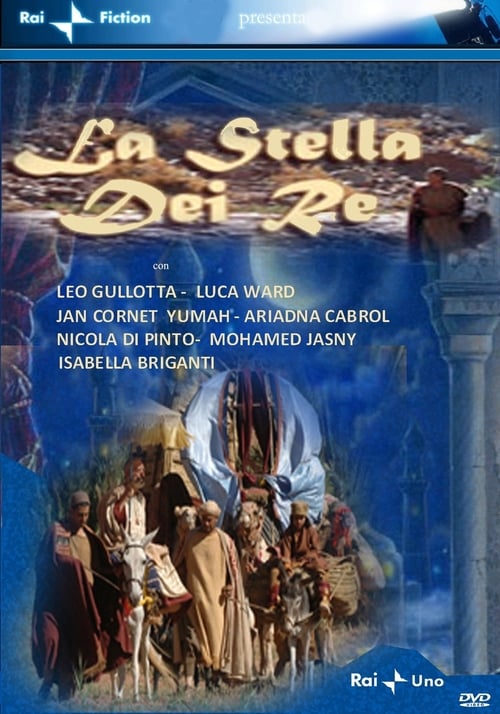 Rai Fiction presenta
La Stella
Dei Re
con
LEO GULLOTTA - LUCA WARD
JAN CORNET YUMAH - ARIADNA CABROL
NICOLA DI PINTO- MOHAMED JASNY
ISABELLA BRIGANTI
Rai Uno
DVD
VIDEO